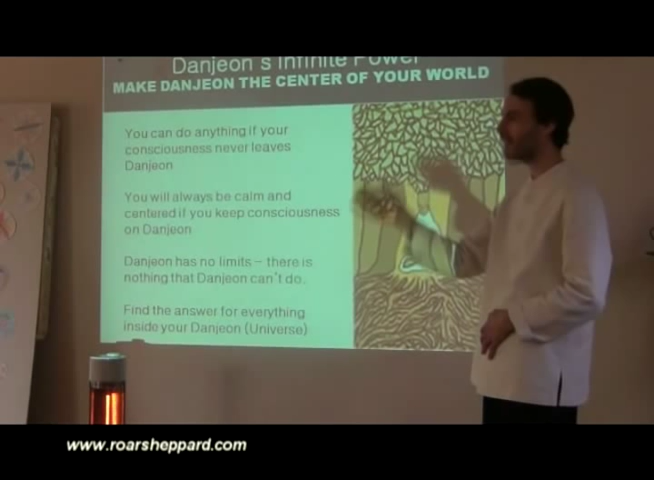 Danjeon's Infinite Power
MAKE DANJEON THE CENTER OF YOUR WORLD
You can do anything if your
consciousness never leaves
Danjeon
You will always be calm and
centered if you keep consciousness
on Danjeon
Danjeon has no limits – there is
nothing that Danjeon can't do.
Find the answer for everything
inside your Danjeon (Universe)
www.roarsheppard.com